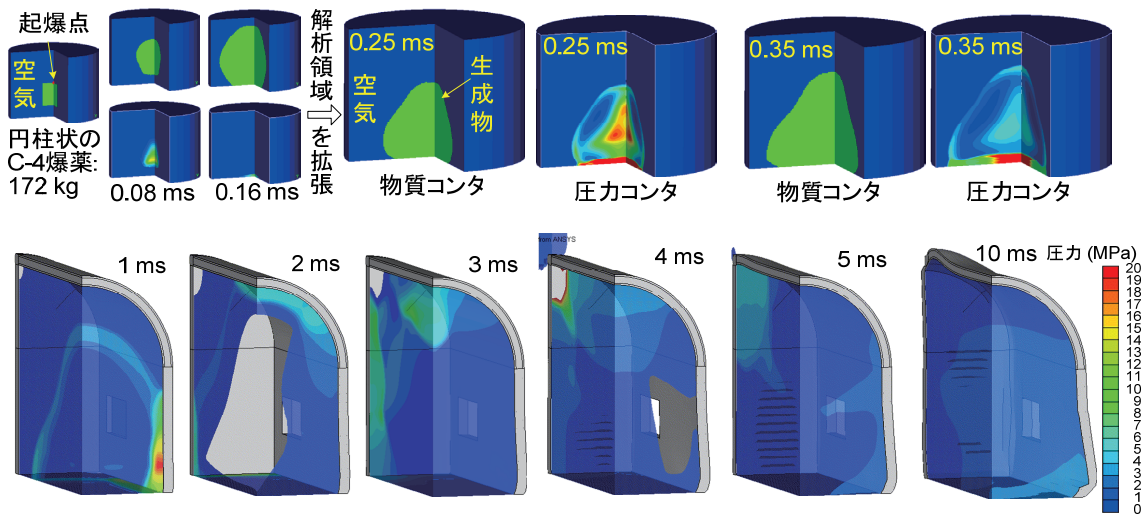 起爆点
空気
円柱状の
C-4爆薬:
172 kg
0.08 ms
0.16 ms
解析領域を拡張
0.25 ms
空気
生成物
物質コンタ
0.25 ms
圧力コンタ
0.35 ms
物質コンタ
0.35 ms
圧力コンタ
1 ms
2 ms
3 ms
from ANSYS
4 ms
5 ms
10 ms
圧力 (MPa)
20
19
18
17
16
15
14
13
12
11
10
9
8
7
6
5
4
3
2
1
0